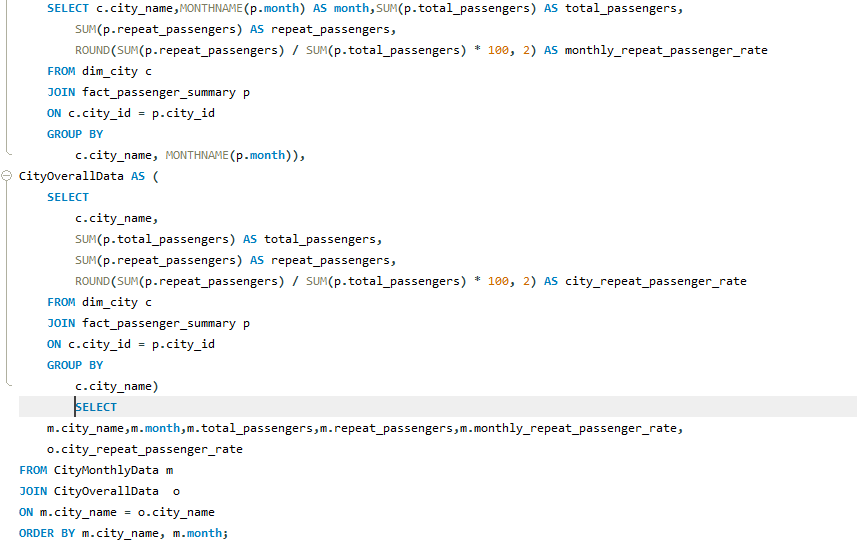 SELECT c.city_name,MONTHNAME(p.month) AS month,SUM(p.total_passengers) AS total_passengers,
SUM(p.repeat_passengers) AS repeat_passengers,
ROUND(SUM(p.repeat_passengers) / SUM(p.total_passengers) * 100, 2) AS monthly_repeat_passenger_rate
FROM dim_city c
JOIN fact_passenger_summary p
ON c.city_id = p.city_id
GROUP BY
c.city_name, MONTHNAME(p.month)),
CityOverallData AS (
SELECT
c.city_name,
SUM(p.total_passengers) AS total_passengers,
SUM(p.repeat_passengers) AS repeat_passengers,
ROUND(SUM(p.repeat_passengers) / SUM(p.total_passengers) * 100, 2) AS city_repeat_passenger_rate
FROM dim_city c
JOIN fact_passenger_summary p
ON c.city_id = p.city_id
GROUP BY
c.city_name)
SELECT
m.city_name,m.month,m.total_passengers,m.repeat_passengers,m.monthly_repeat_passenger_rate,
o.city_repeat_passenger_rate
FROM CityMonthlyData m
JOIN CityOverallData  o
ON m.city_name = o.city_name
ORDER BY m.city_name, m.month;